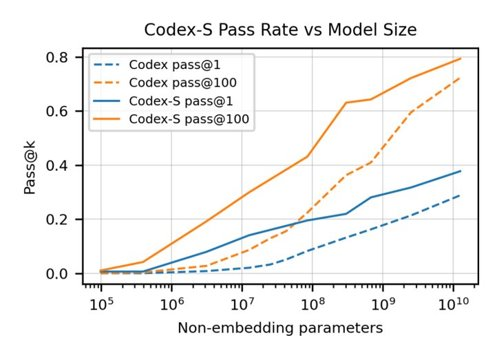 Codex-S Pass Rate vs Model Size
Pass@k
0.8
0.6
0.4
0.2
0.0
Codex pass@1
Codex pass@100
Codex-S pass@1
Codex-S pass@100
10⁵ 10⁶ 10⁷ 10⁸ 10⁹ 10¹⁰
Non-embedding parameters